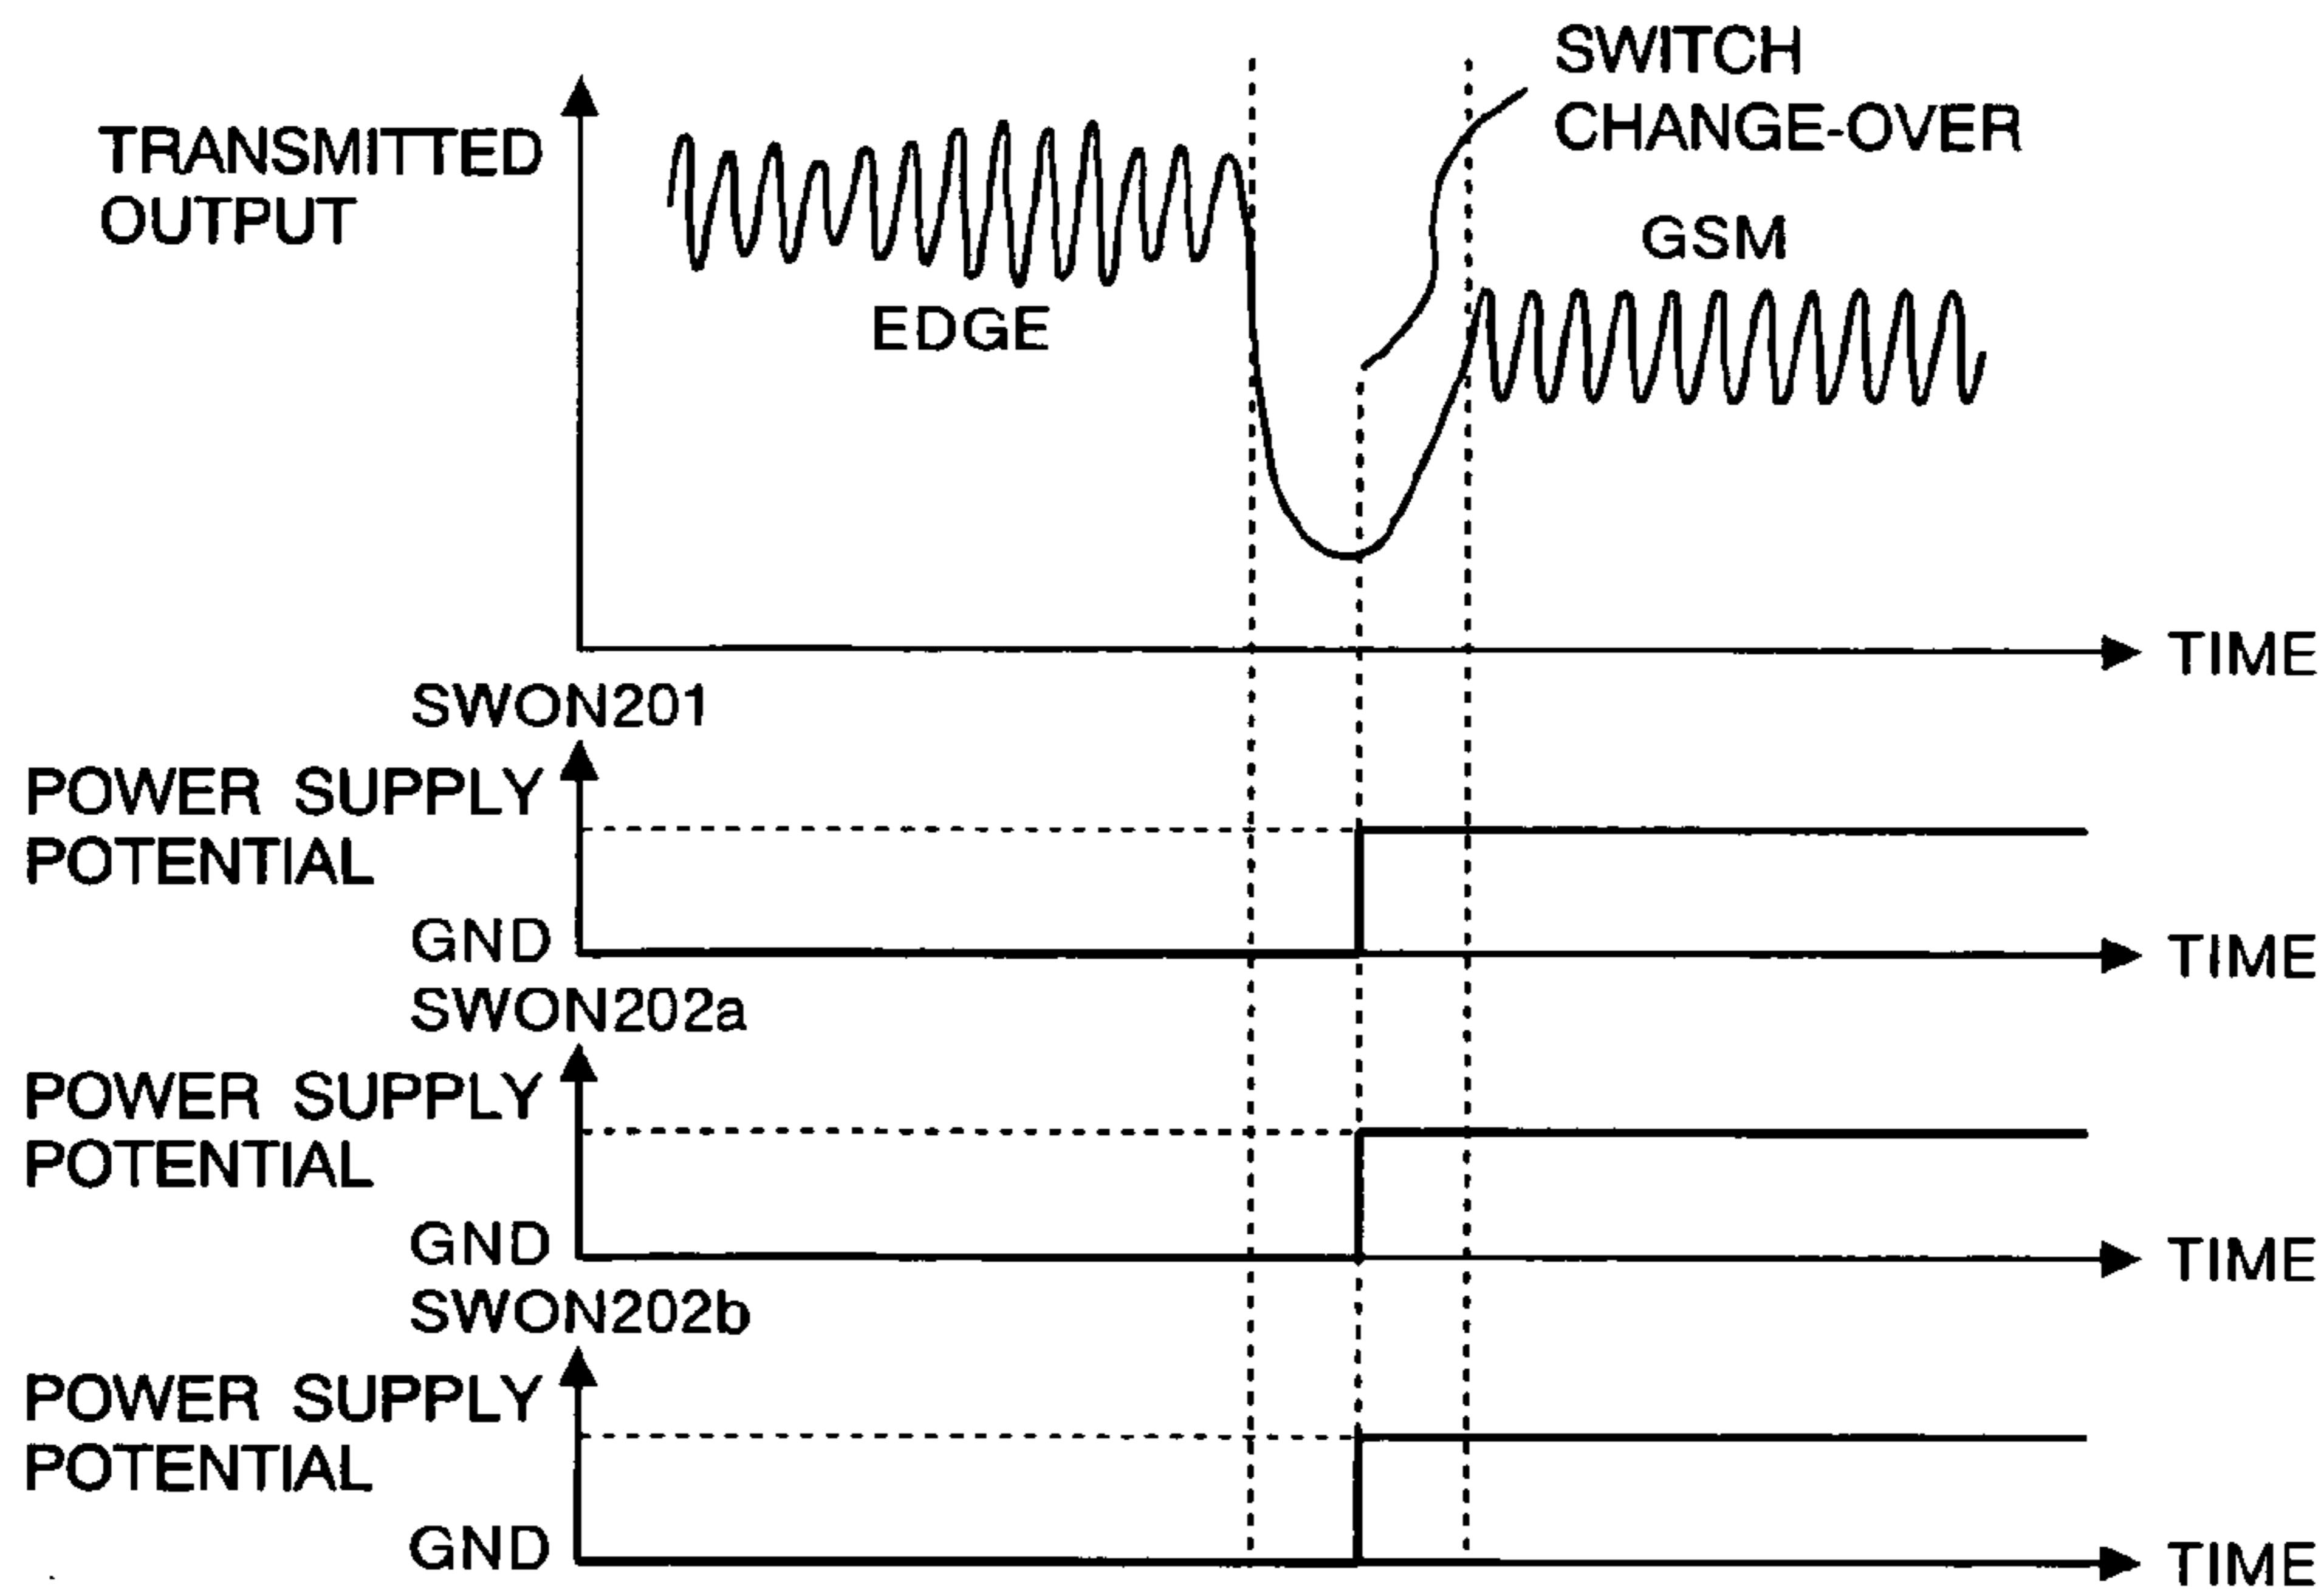 SWITCH
CHANGE-OVER
TRANSMITTED
OUTPUT
GSM
EDGE
TIME
SWON201
POWER SUPPLY
POTENTIAL
GND
TIME
SWON202a
POWER SUPPLY
POTENTIAL
GND
TIME
SWON202b
POWER SUPPLY
POTENTIAL
GND
TIME